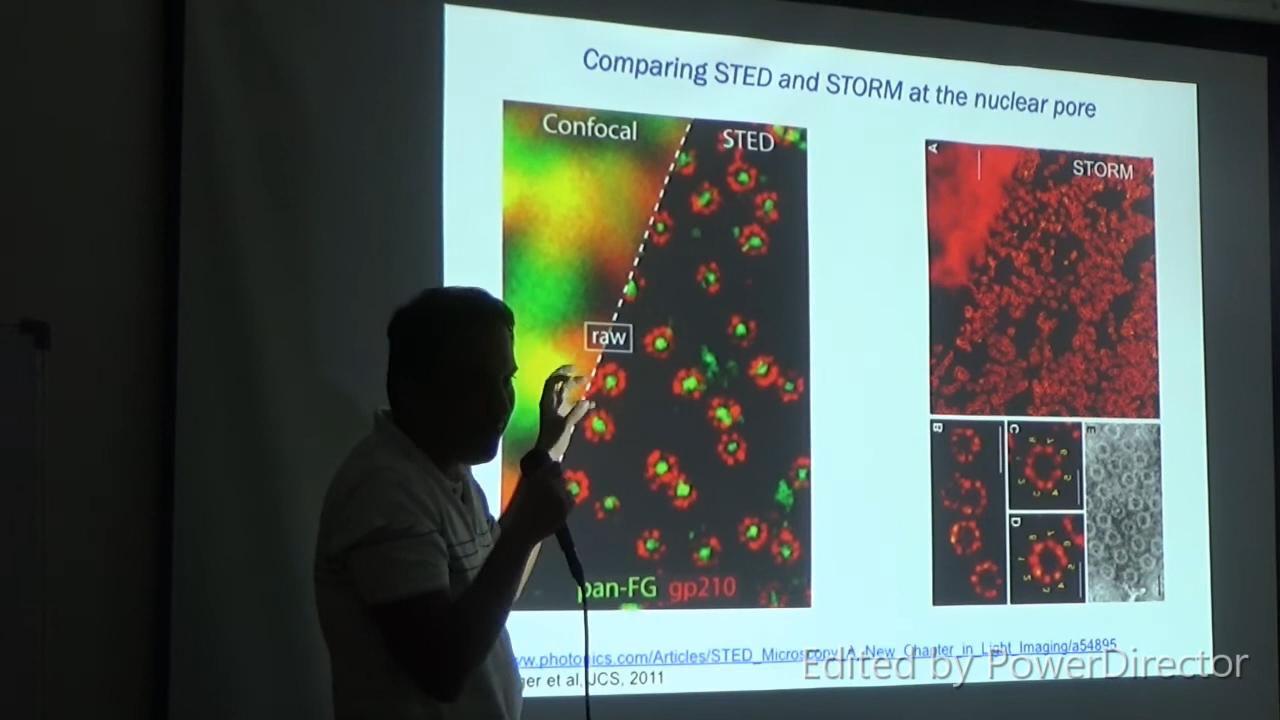 Comparing STED and STORM at the nuclear pore
Confocal
STED
raw
pan-FG gp210
A
STORM
B
C
D
E
.photonics.com/Articles/STED_Microscopy_A_New_Chapter_in_Light_Imaging/a54895
et al, JCS, 2011
Edited by PowerDirector